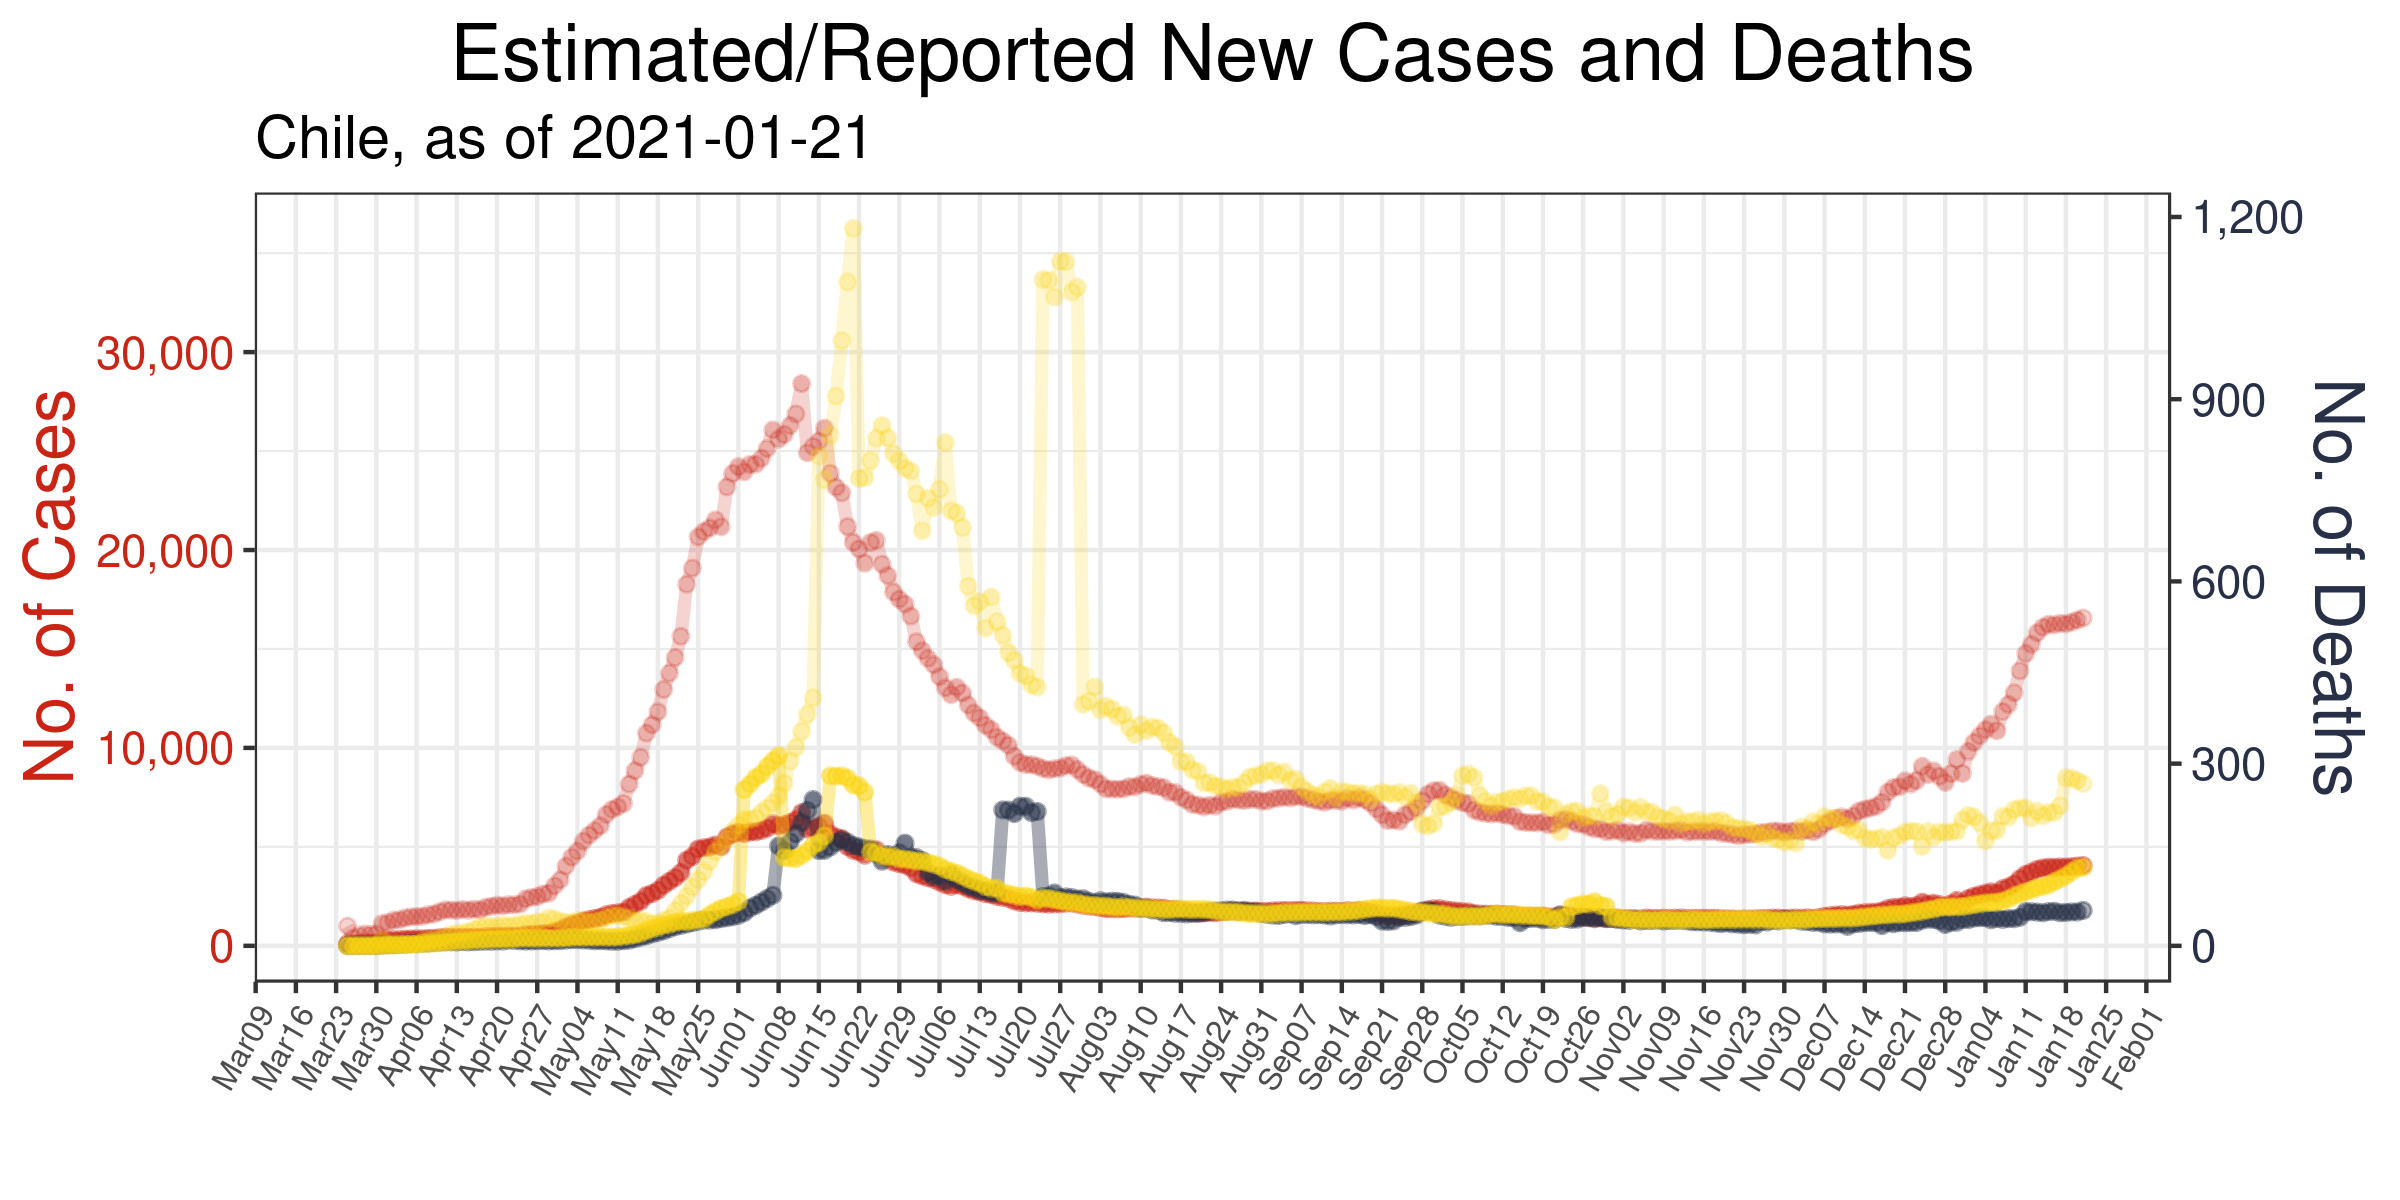 Estimated/Reported New Cases and Deaths
Chile, as of 2021-01-21
No. of Cases
30,000
20,000
10,000
0
1,200
900
600
300
0
No. of Deaths
Mar09 Mar16 Mar23 Mar30 Apr06 Apr13 Apr20 Apr27 May04 May11 May18 May25 Jun01 Jun08 Jun15 Jun22 Jun29 Jul06 Jul13 Jul20 Jul27 Aug03 Aug10 Aug17 Aug24 Aug31 Sep07 Sep14 Sep21 Sep28 Oct05 Oct12 Oct19 Oct26 Nov02 Nov09 Nov16 Nov23 Nov30 Dec07 Dec14 Dec21 Dec28 Jan04 Jan11 Jan18 Jan25 Feb01